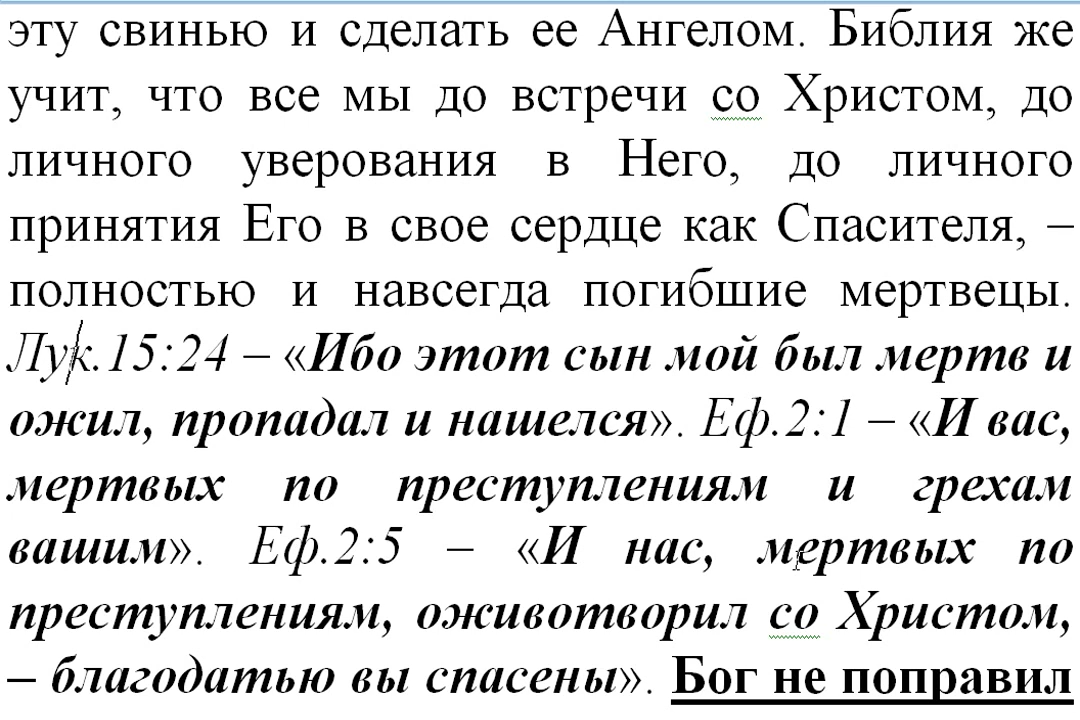 эту свинью и сделать ее Ангелом. Библия же
учит, что все мы до встречи со Христом, до
личного уверования в Него, до личного
принятия Его в свое сердце как Спасителя, –
полностью и навсегда погибшие мертвецы.
Лук.15:24 – «Ибо этот сын мой был мертв и
ожил, пропадал и нашелся». Еф.2:1 – «И вас,
мертвых по преступлениям и грехам
вашим». Еф.2:5 – «И нас, мертвых по
преступлениям, оживотворил со Христом,
– благодатью вы спасены». Бог не поправил